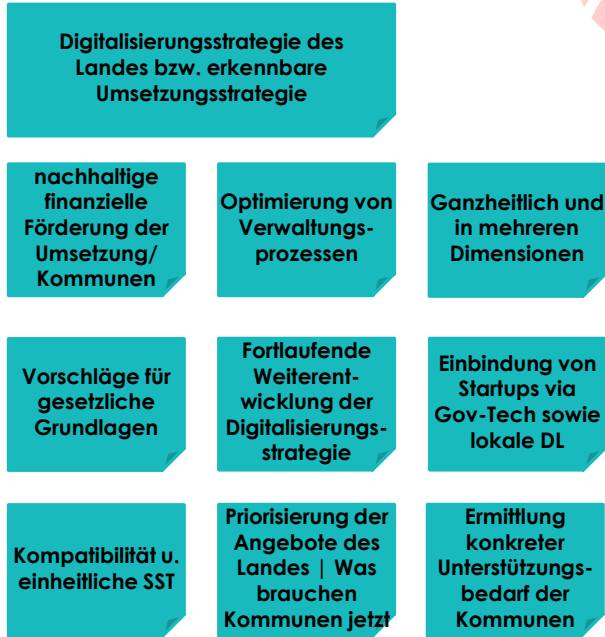 Digitalisierungsstrategie des
Landes bzw. erkennbare
Umsetzungsstrategie
nachhaltige
finanzielle
Förderung der
Umsetzung/
Kommunen
Optimierung von
Verwaltungs-
prozessen
Ganzheitlich und
in mehreren
Dimensionen
Vorschläge für
gesetzliche
Grundlagen
Fortlaufende
Weiterent-
wicklung der
Digitalisierungs-
strategie
Einbindung von
Startups via
Gov-Tech sowie
lokale DL
Kompatibilität u.
einheitliche SST
Priorisierung der
Angebote des
Landes | Was
brauchen
Kommunen jetzt
Ermittlung
konkreter
Unterstützungs-
bedarf der
Kommunen